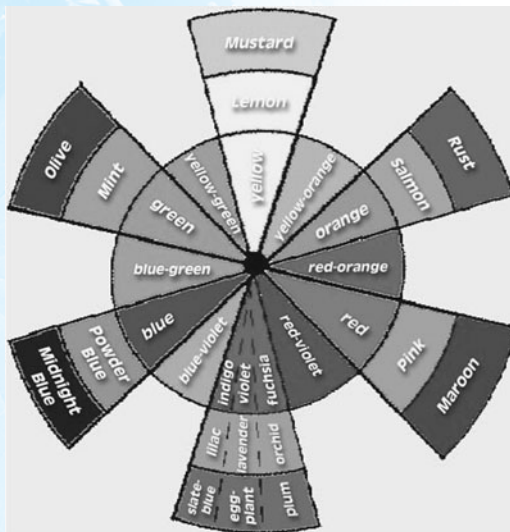 Mustard
Lemon
yellow
yellow-green
yellow-orange
Olive
Mint
green
orange
Salmon
Rust
blue-green
red-orange
Midnight
Blue
Powder
Blue
blue
blue-violet
indigo
violet
fuchsia
red-violet
red
Pink
Maroon
lilac
lavender
orchid
slate-
blue
egg-
plant
plum